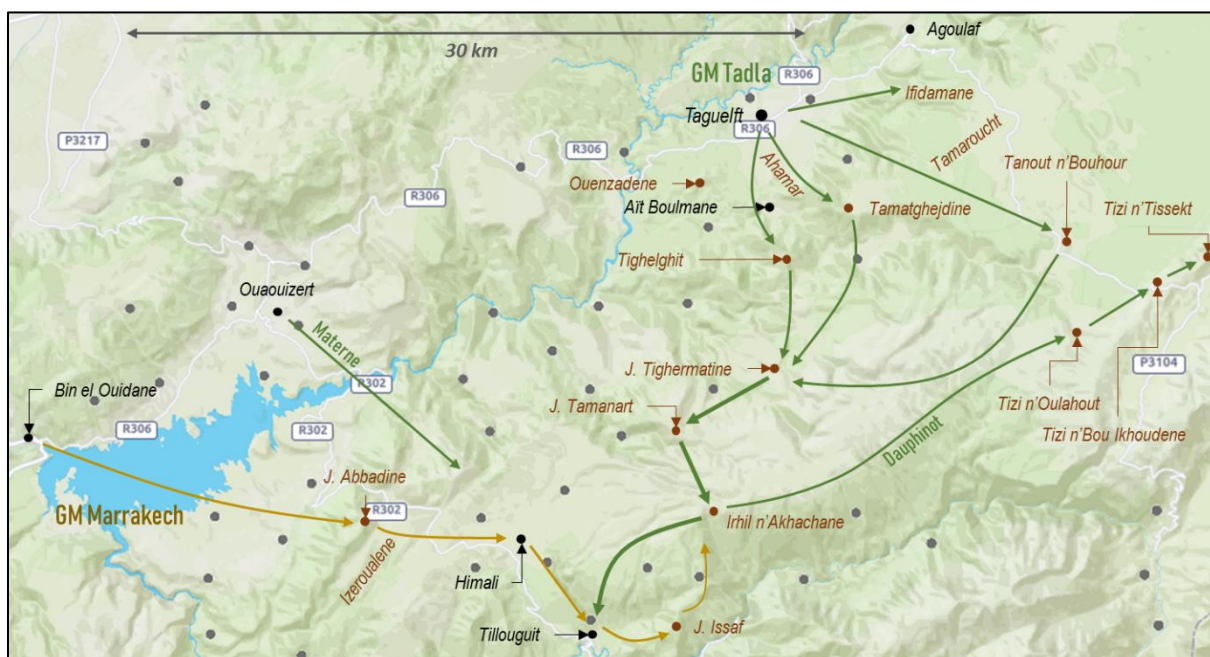 Agoulaf
30 km
GM Tadla
R306
Ifidamane
P3217
Taguelft
R306
R306
Tamaroucht
Tanout n'Bouhour
Ahamar
Ouenzadene
R306
Aït Boulmane
Tamatghejdine
Tizi n'Tissekt
Tighelghit
Ouaouizert
Materne
P3104
J. Tighermatine
Bin el Ouidane
R302
Tizi n'Oulahout
J. Tamanart
R306
R302
Tizi n'Bou Ikhoudene
Dauphinot
J. Abbadine
GM Marrakech
R302
Irhil n'Akhachane
Izeroualene
Himali
Tillouguit
J. Issaf